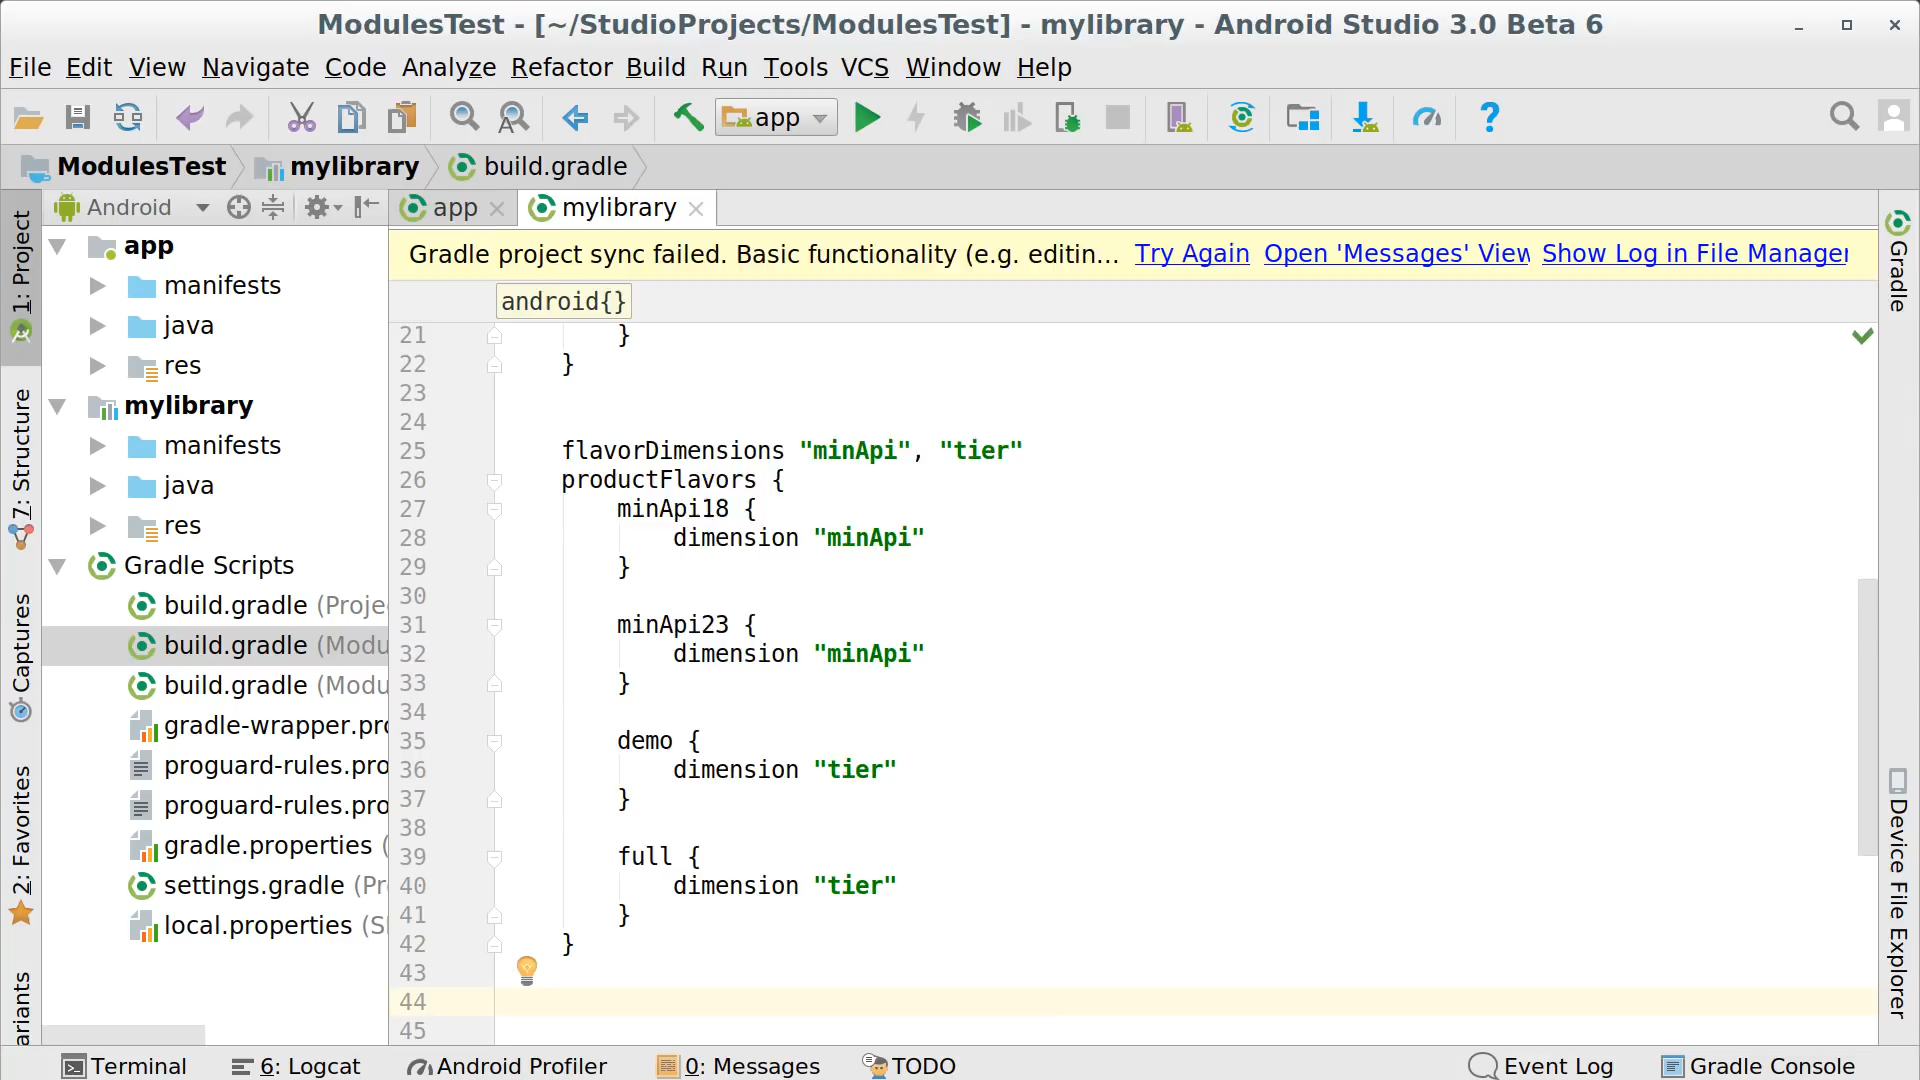 ModulesTest - [~/StudioProjects/ModulesTest] - mylibrary - Android Studio 3.0 Beta 6
File Edit View Navigate Code Analyze Refactor Build Run Tools VCS Window Help
app
ModulesTest mylibrary build.gradle
Android
app mylibrary
1: Project
7: Structure
Captures
2: Favorites
ariants
app
manifests
java
res
mylibrary
manifests
java
res
Gradle Scripts
build.gradle (Proje
build.gradle (Modu
build.gradle (Modu
gradle-wrapper.pro
proguard-rules.pro
proguard-rules.pro
gradle.properties (
settings.gradle (Pr
local.properties (S
Gradle project sync failed. Basic functionality (e.g. editin... Try Again Open 'Messages' View Show Log in File Manager
android{}
21 }
22 }
23
24
25 flavorDimensions "minApi", "tier"
26 productFlavors {
27 minApi18 {
28 dimension "minApi"
29 }
30
31 minApi23 {
32 dimension "minApi"
33 }
34
35 demo {
36 dimension "tier"
37 }
38
39 full {
40 dimension "tier"
41 }
42 }
43
44
45
Gradle
Device File Explorer
Terminal 6: Logcat Android Profiler 0: Messages TODO Event Log Gradle Console